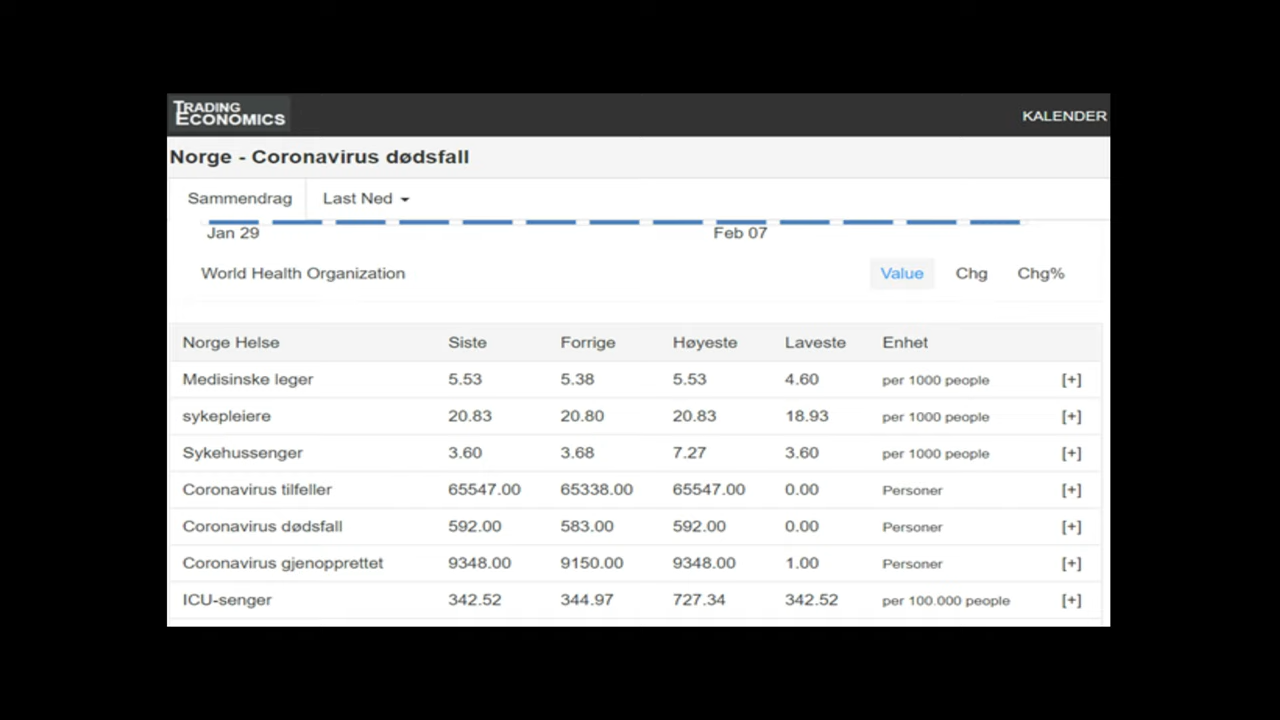 TRADING
ECONOMICS
KALENDER
Norge - Coronavirus dødsfall
Sammendrag Last Ned
Jan 29 Feb 07
World Health Organization Value Chg Chg%
Norge Helse Siste Forrige Høyeste Laveste Enhet
Medisinske leger 5.53 5.38 5.53 4.60 per 1000 people [+]
sykepleiere 20.83 20.80 20.83 18.93 per 1000 people [+]
Sykehussenger 3.60 3.68 7.27 3.60 per 1000 people [+]
Coronavirus tilfeller 65547.00 65338.00 65547.00 0.00 Personer [+]
Coronavirus dødsfall 592.00 583.00 592.00 0.00 Personer [+]
Coronavirus gjenopprettet 9348.00 9150.00 9348.00 1.00 Personer [+]
ICU-senger 342.52 344.97 727.34 342.52 per 100.000 people [+]